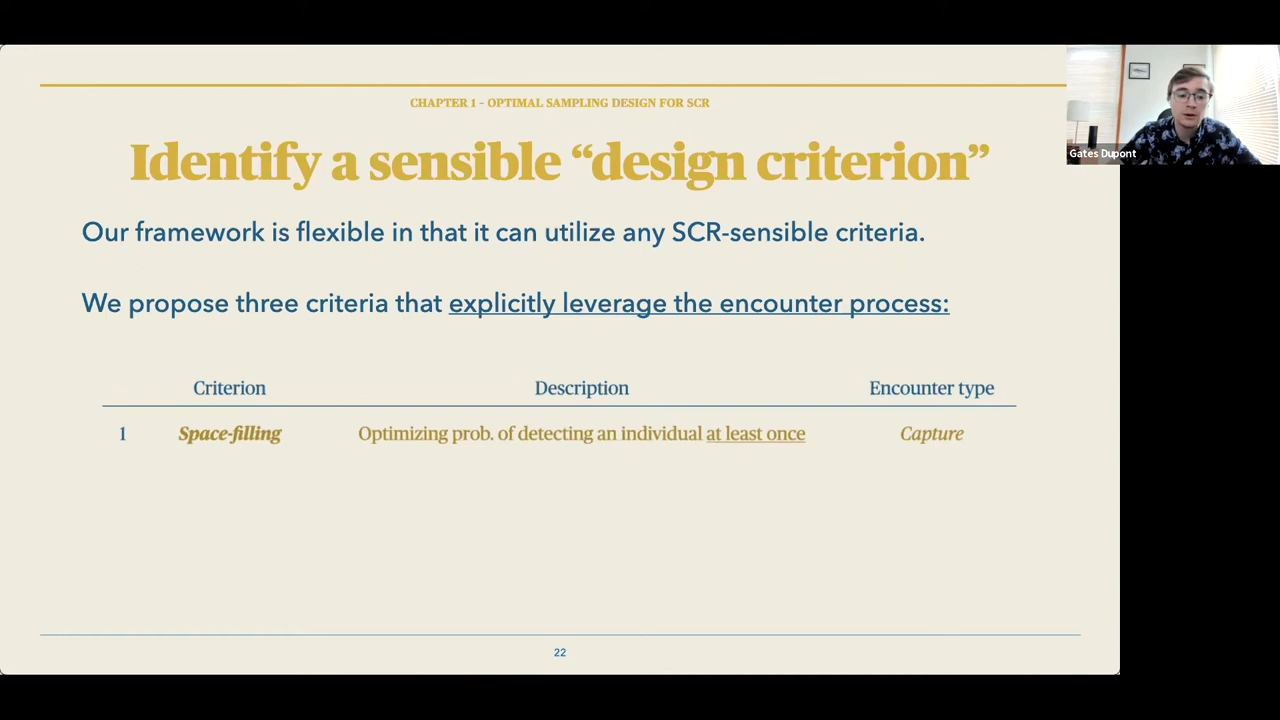 CHAPTER 1 - OPTIMAL SAMPLING DESIGN FOR SCR
Identify a sensible “design criterion”
Gates Dupont
Our framework is flexible in that it can utilize any SCR-sensible criteria.
We propose three criteria that explicitly leverage the encounter process:
Criterion Description Encounter type
1 Space-filling Optimizing prob. of detecting an individual at least once Capture
22